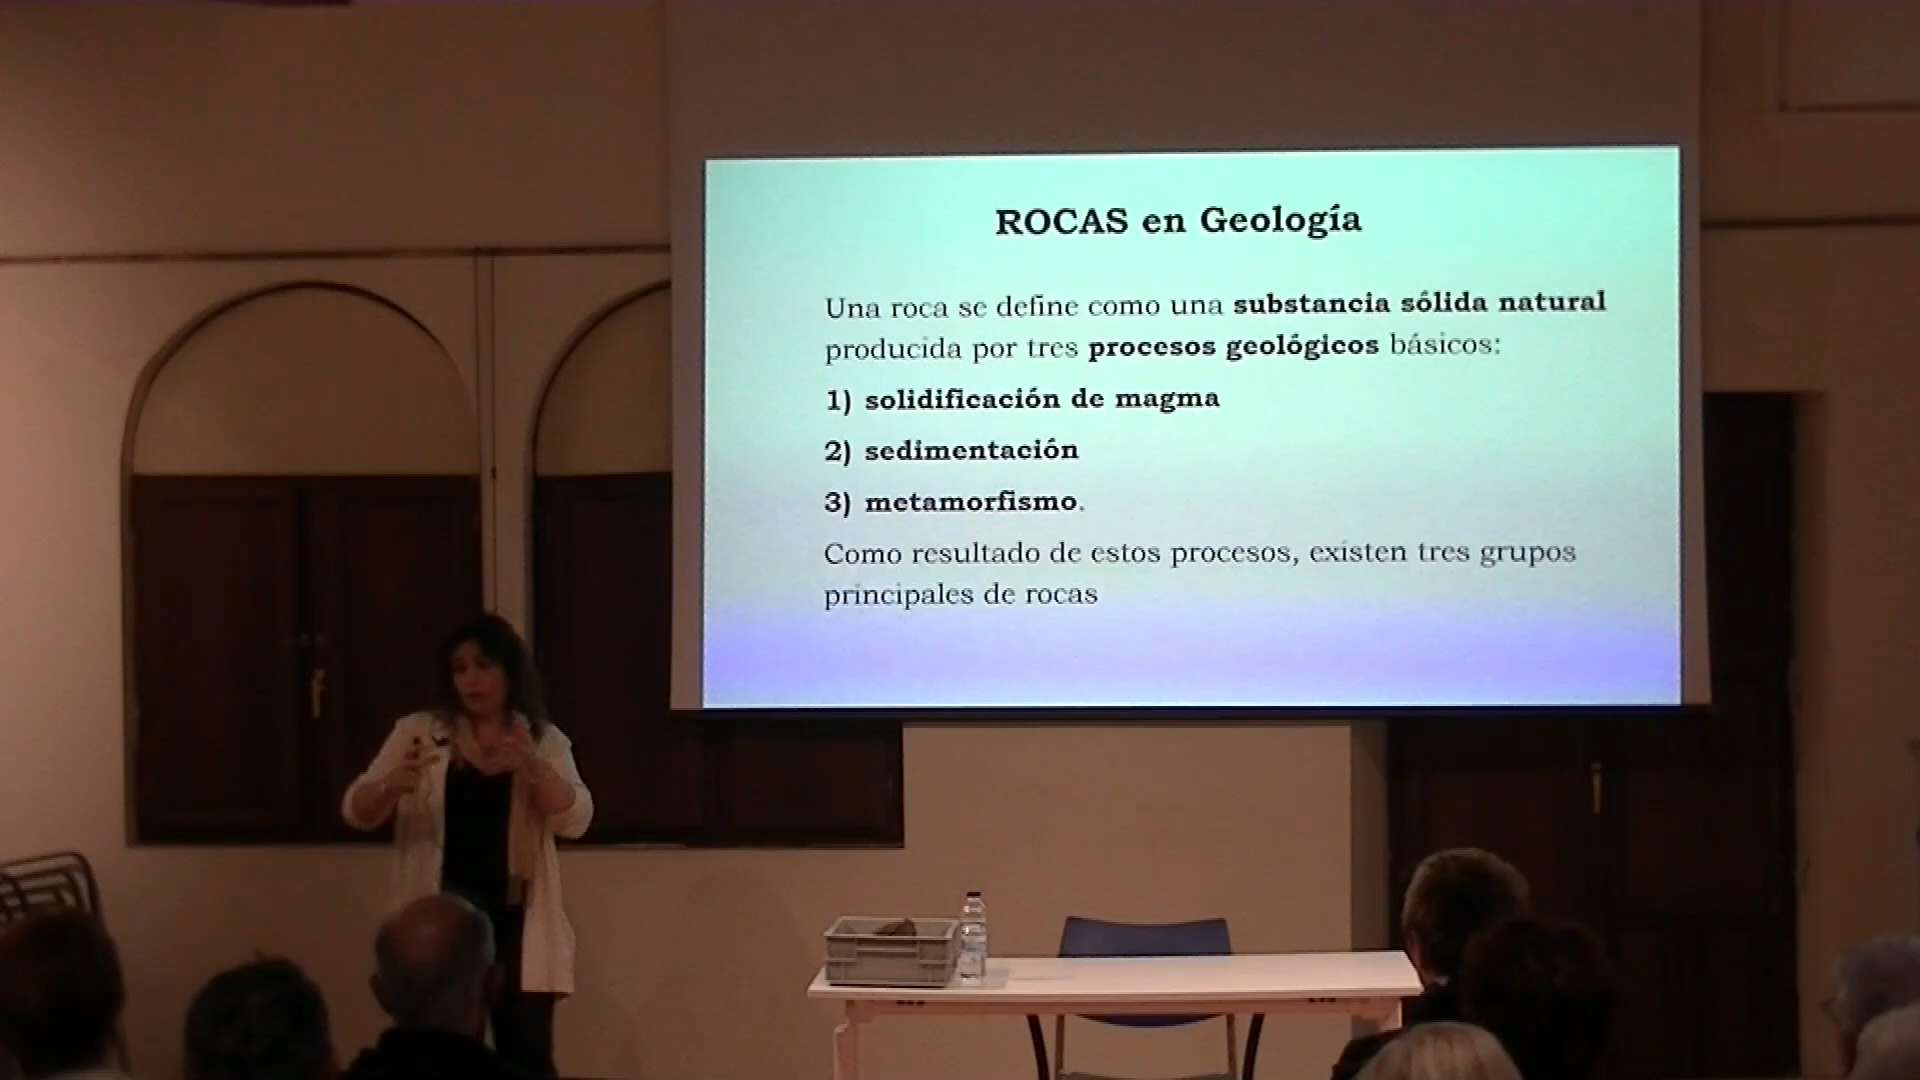 ROCAS en Geología
Una roca se define como una substancia sólida natural
producida por tres procesos geológicos básicos:
1) solidificación de magma
2) sedimentación
3) metamorfismo.
Como resultado de estos procesos, existen tres grupos
principales de rocas